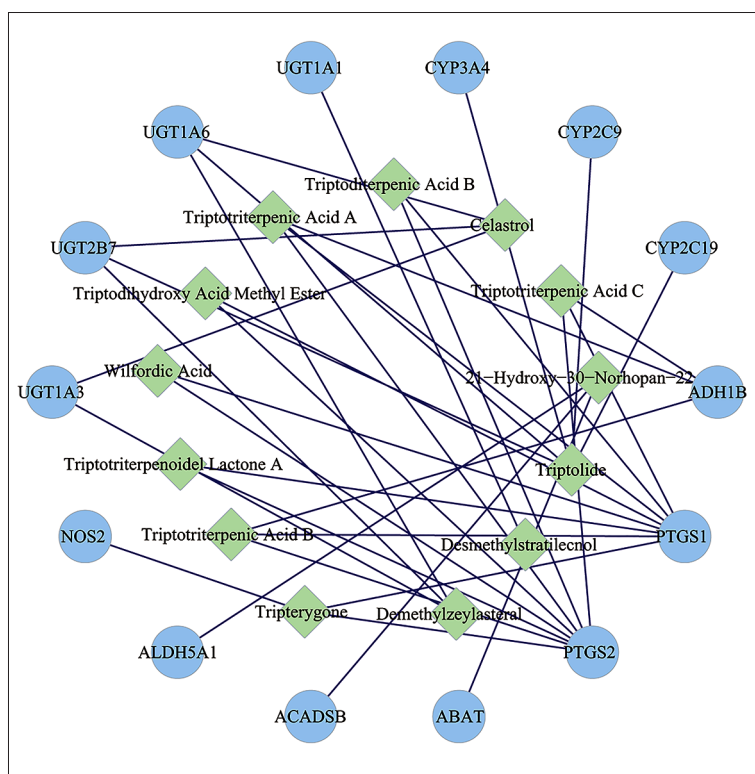 UGT1A1
CYP3A4
UGT1A6
CYP2C9
Triptoditerpenic Acid B
Triptotriterpenic Acid A
Celastrol
UGT2B7
CYP2C19
Triptodihydroxy Acid Methyl Ester
Triptotriterpenic Acid C
Wilfordic Acid
21−Hydroxy−30−Norhopan−22
UGT1A3
ADH1B
Triptotriterpenoidel Lactone A
Triptolide
NOS2
Triptotriterpenic Acid B
Desmethylstratilecnol
PTGS1
Tripterygone
Demethylzeylasteral
ALDH5A1
PTGS2
ACADSB
ABAT